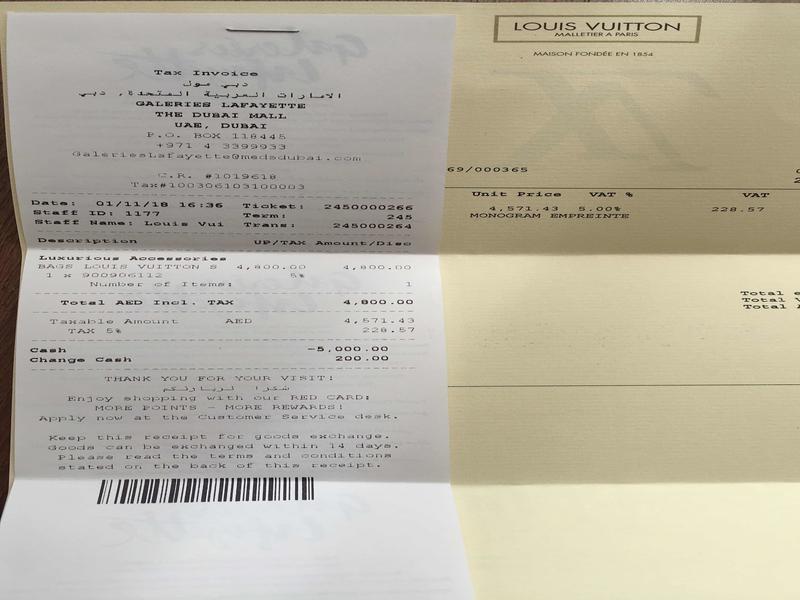 Tax Invoice
دبي مول
الامارات العربية المتحدة، دبي
GALERIES LAFAYETTE
THE DUBAI MALL
UAE, DUBAI
P.O. BOX 118445
+971 4 3399933
GaleriesLafayette@medsdubai.com
C.R. #1019618
Tax#100306103100003
Date: 01/11/18 16:36 Ticket: 2450000266
Staff ID: 1177 Term: 245
Staff Name: Louis Vui Trans: 2450000264
Description UP/TAX Amount/Disc
Luxurious Accessories
BAGS LOUIS VUITTON S 4,800.00 4,800.00
1 x 900906112 5%
Number of Items: 1
Total AED Incl. TAX 4,800.00
Taxable Amount AED 4,571.43
TAX 5% 228.57
Cash -5,000.00
Change Cash 200.00
THANK YOU FOR YOUR VISIT!
شكرا لزيارتكم
Enjoy shopping with our RED CARD:
MORE POINTS - MORE REWARDS!
Apply now at the Customer Service desk.
Keep this receipt for goods exchange.
Goods can be exchanged within 14 days.
Please read the terms and conditions
stated on the back of this receipt.
LOUIS VUITTON
MALLETIER A PARIS
MAISON FONDÉE EN 1854
69/000365
Unit Price VAT % VAT
4,571.43 5.00% 228.57
MONOGRAM EMPREINTE
Total
Total
Total